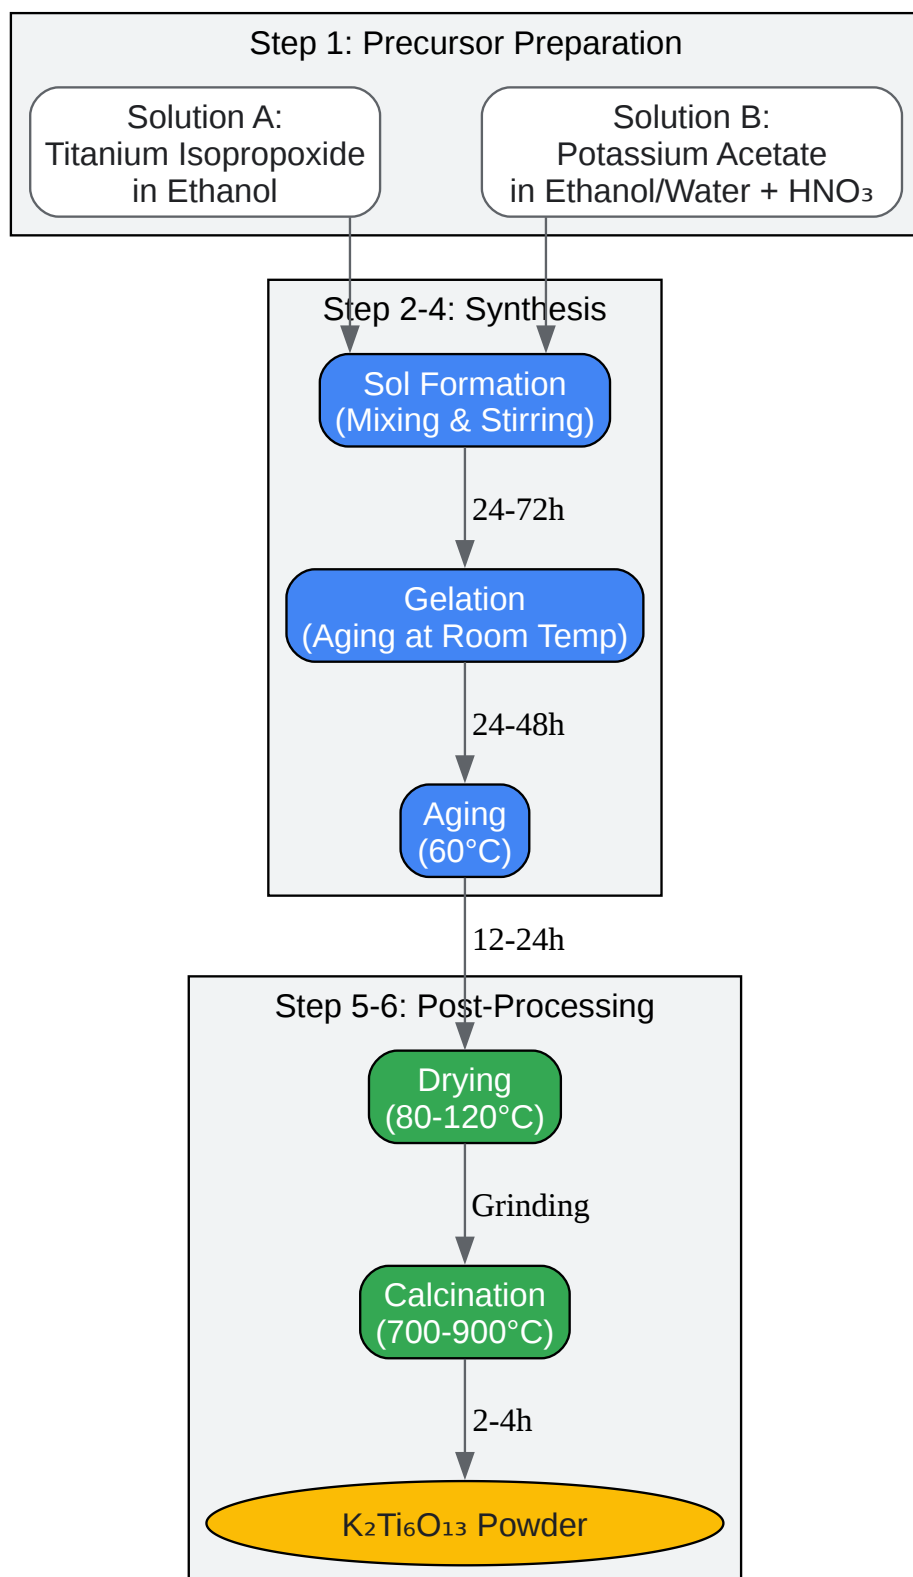 Step 1: Precursor Preparation
Solution A:
Titanium Isopropoxide
in Ethanol
Solution B:
Potassium Acetate
in Ethanol/Water + HNO₃
Step 2-4: Synthesis
Sol Formation
(Mixing & Stirring)
24-72h
Gelation
(Aging at Room Temp)
24-48h
Aging
(60°C)
12-24h
Step 5-6: Post-Processing
Drying
(80-120°C)
Grinding
Calcination
(700-900°C)
2-4h
K₂Ti₆O₁₃ Powder